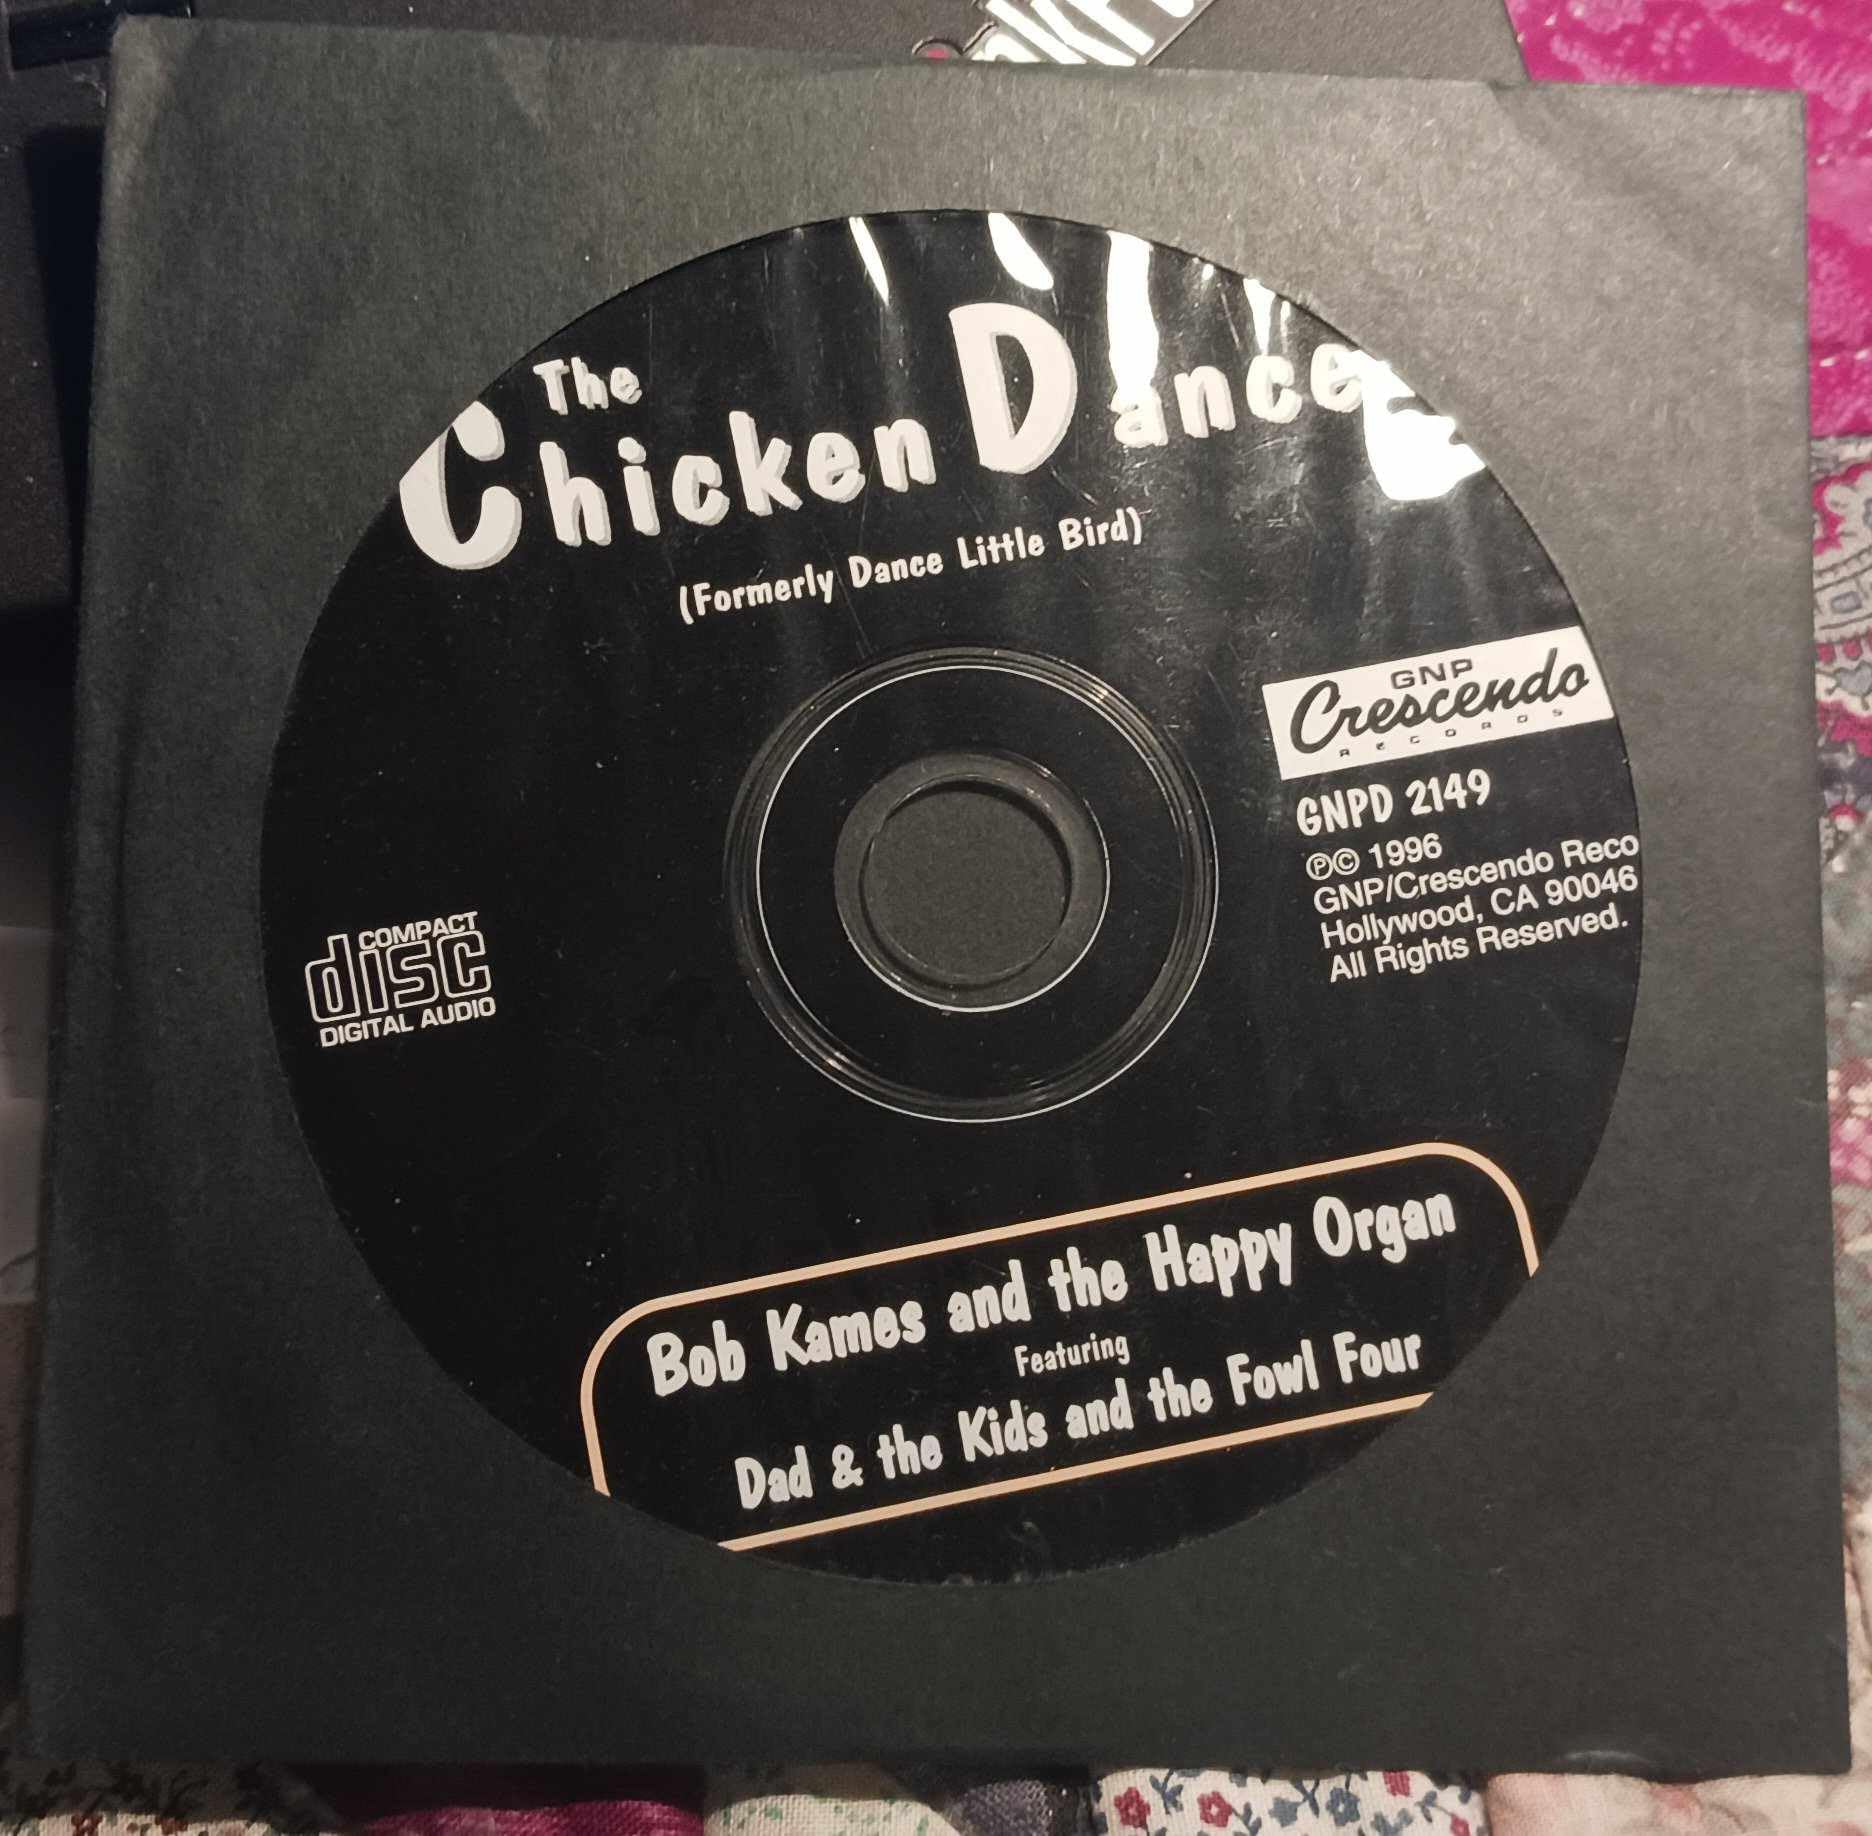 The
Chicken Dance
(Formerly Dance Little Bird)
GNP
Crescendo
RECORDS
GNPD 2149
℗© 1996
GNP/Crescendo Reco
Hollywood, CA 90046
All Rights Reserved.
COMPACT
disc
DIGITAL AUDIO
Bob Kames and the Happy Organ
Featuring
Dad & the Kids and the Fowl Four